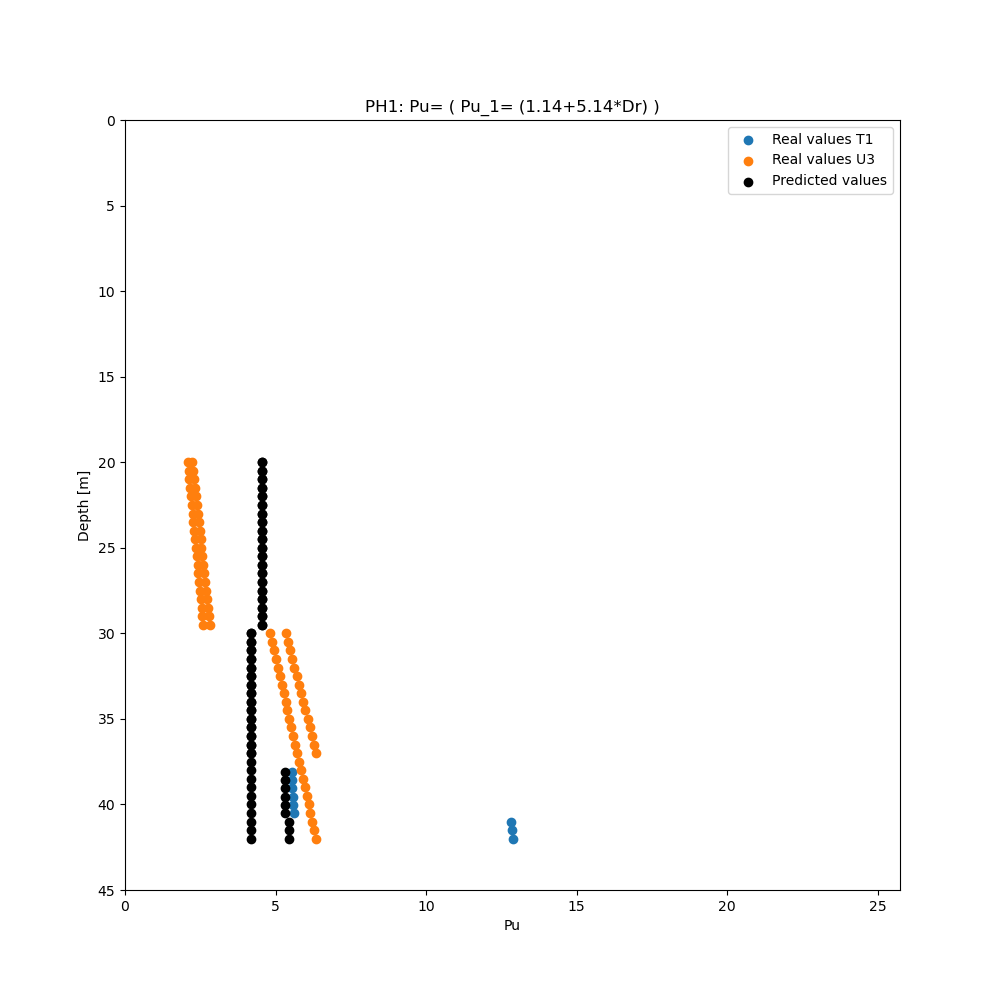 PH1: Pu= ( Pu_1= (1.14+5.14*Dr) )
Real values T1
Real values U3
Predicted values
Depth [m]
0
5
10
15
20
25
30
35
40
45
0 5 10 15 20 25
Pu